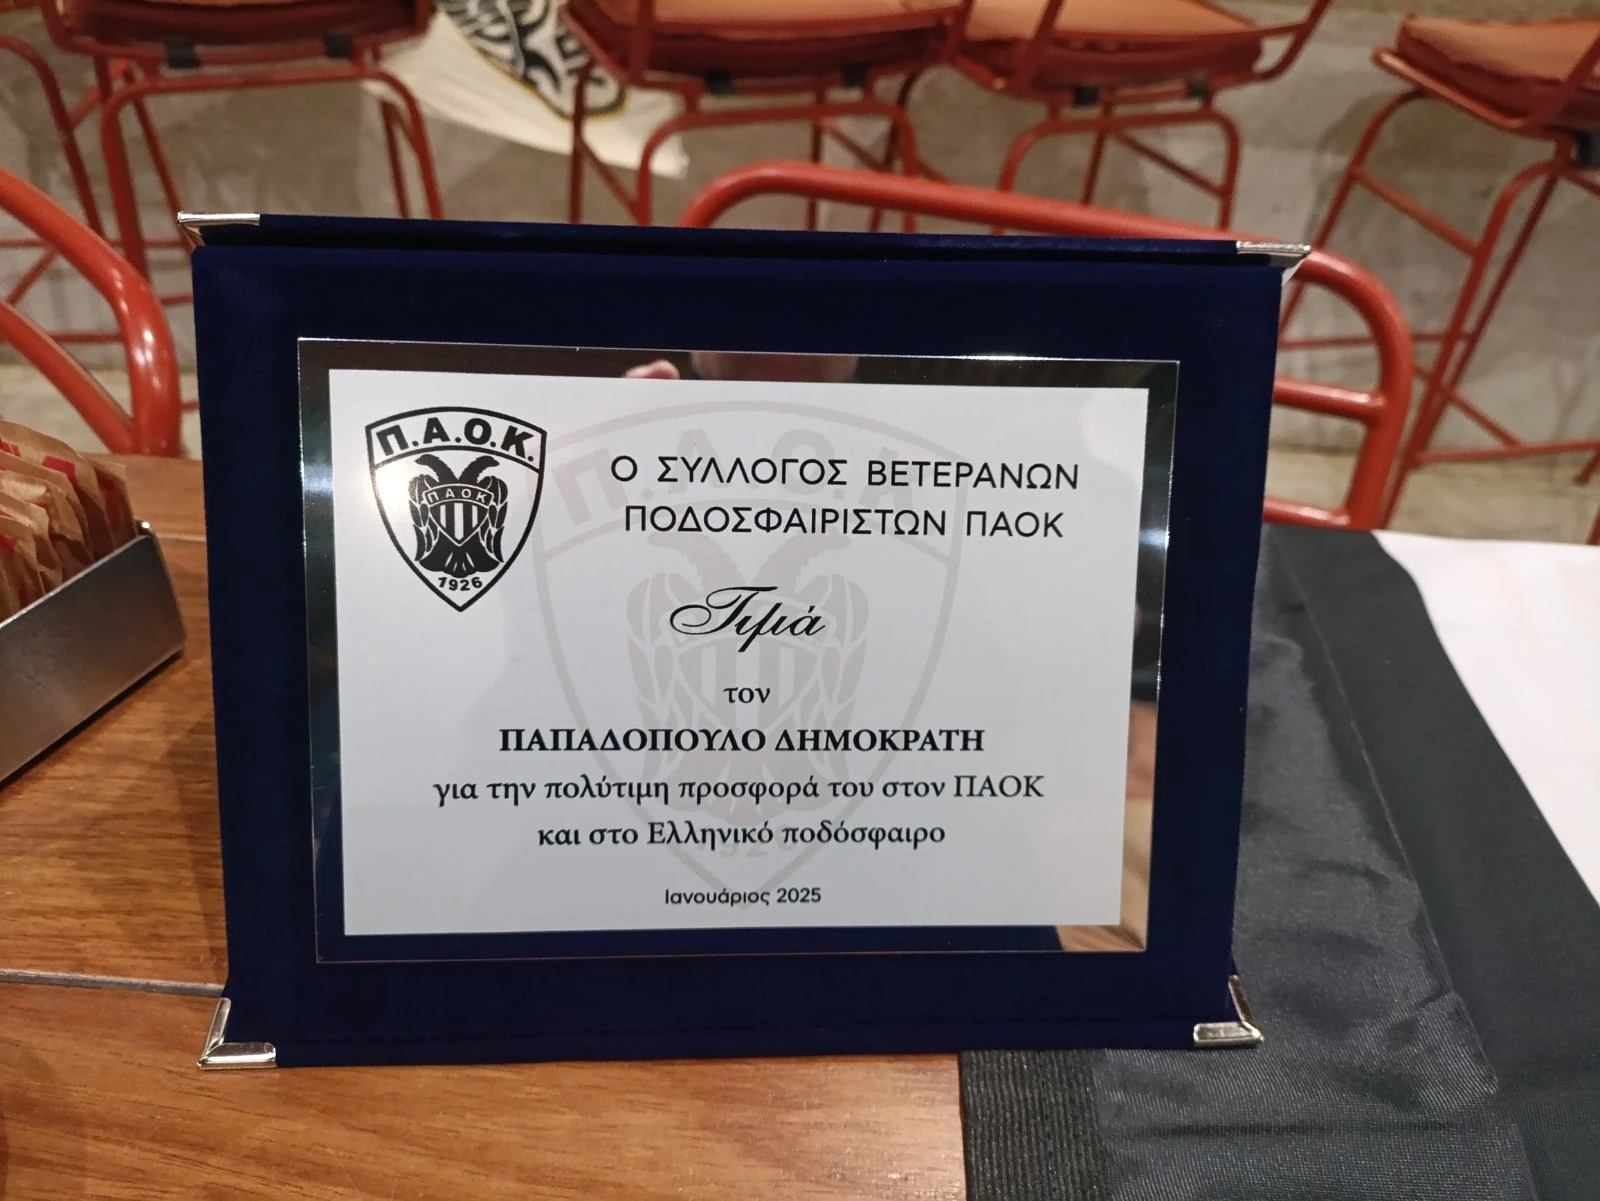 Π.Α.Ο.Κ.
ΠΑΟΚ
1926
Ο ΣΥΛΛΟΓΟΣ ΒΕΤΕΡΑΝΩΝ
ΠΟΔΟΣΦΑΙΡΙΣΤΩΝ ΠΑΟΚ
Τιμά
τον
ΠΑΠΑΔΟΠΟΥΛΟ ΔΗΜΟΚΡΑΤΗ
για την πολύτιμη προσφορά του στον ΠΑΟΚ
και στο Ελληνικό ποδόσφαιρο
Ιανουάριος 2025